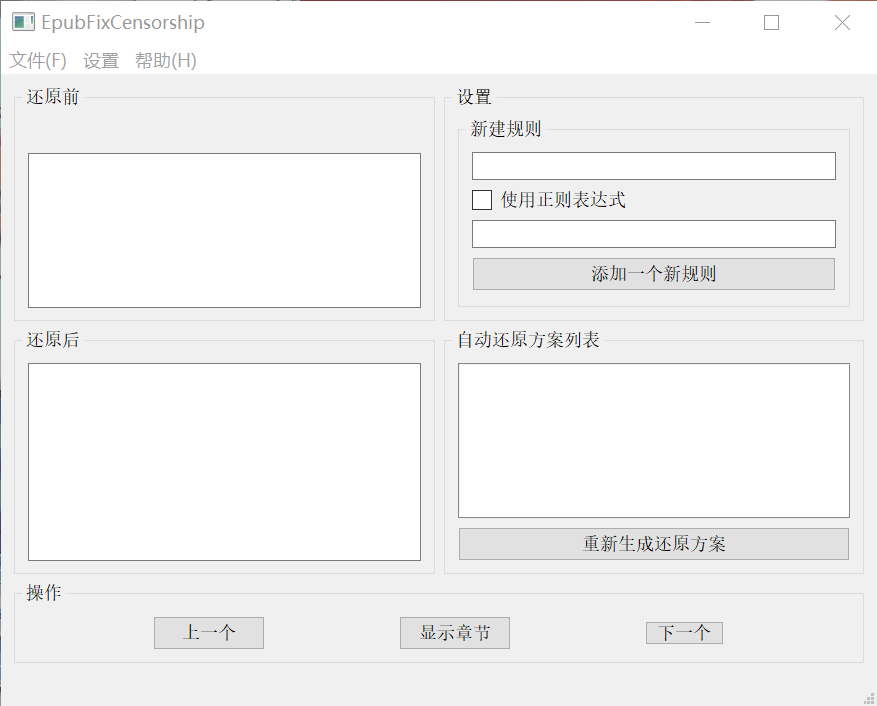 EpubFixCensorship
文件(F) 设置 帮助(H)
还原前
设置
新建规则
使用正则表达式
添加一个新规则
还原后
自动还原方案列表
重新生成还原方案
操作
上一个 显示章节 下一个